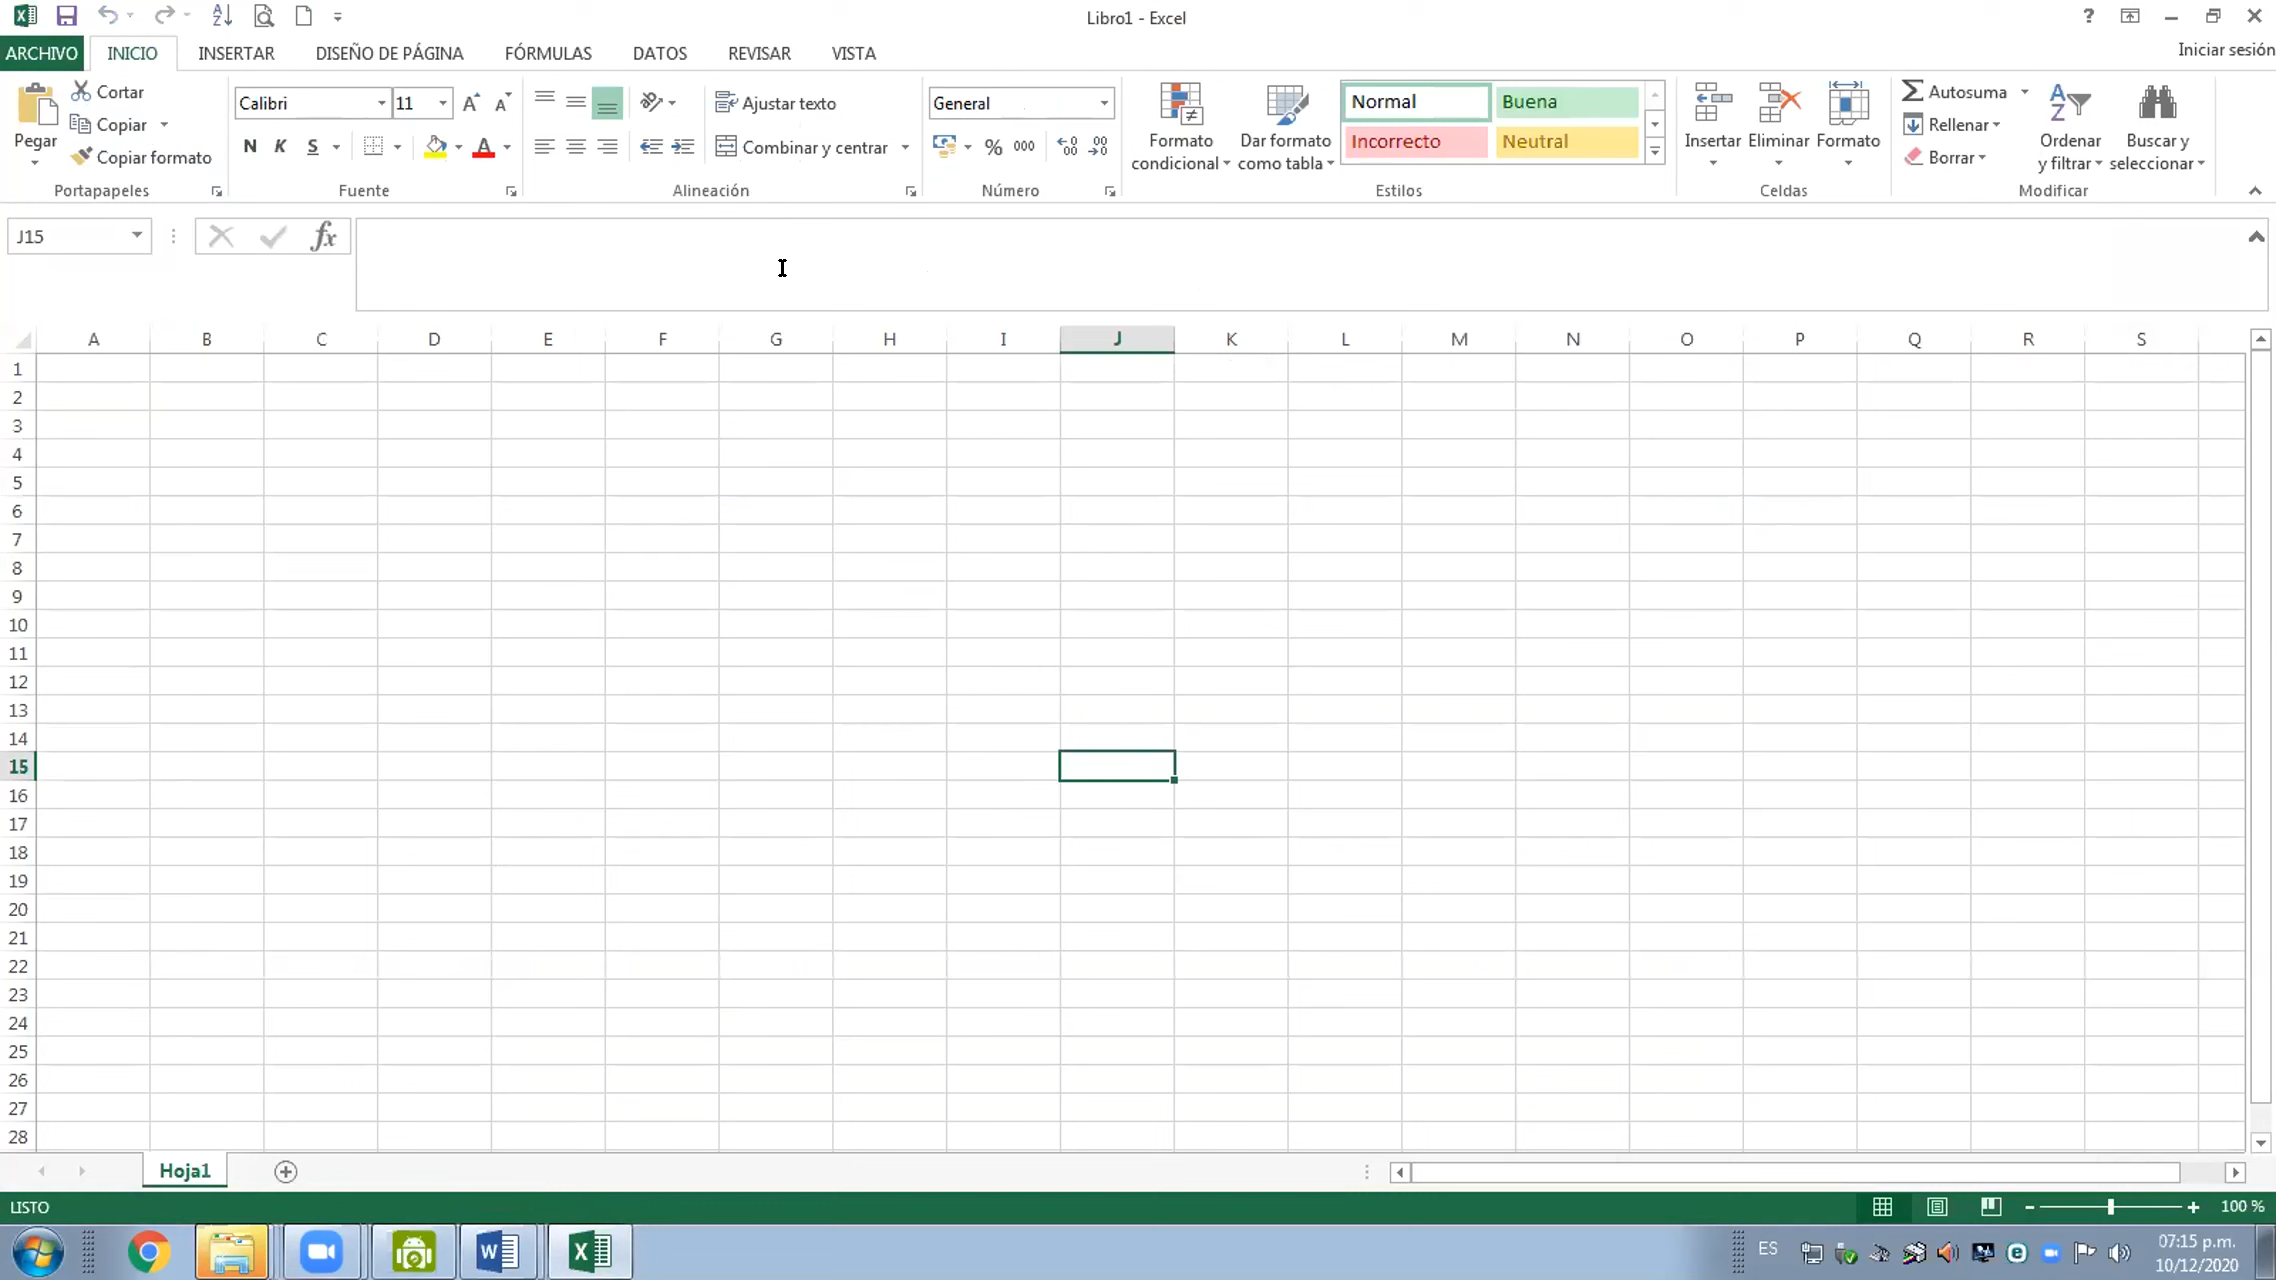 Libro1 - Excel
ARCHIVO INICIO INSERTAR DISEÑO DE PÁGINA FÓRMULAS DATOS REVISAR VISTA Iniciar sesión
Pegar
Cortar
Copiar
Copiar formato
Portapapeles
Calibri 11
N K S
Fuente
Ajustar texto
Combinar y centrar
Alineación
General
% 000
Número
Formato condicional
Dar formato como tabla
Normal Buena
Incorrecto Neutral
Estilos
Insertar Eliminar Formato
Celdas
Autosuma
Rellenar
Borrar
Ordenar y filtrar
Buscar y seleccionar
Modificar
J15
fx
A B C D E F G H I J K L M N O P Q R S
1
2
3
4
5
6
7
8
9
10
11
12
13
14
15
16
17
18
19
20
21
22
23
24
25
26
27
28
Hoja1
LISTO 100 %
ES 07:15 p.m.
10/12/2020